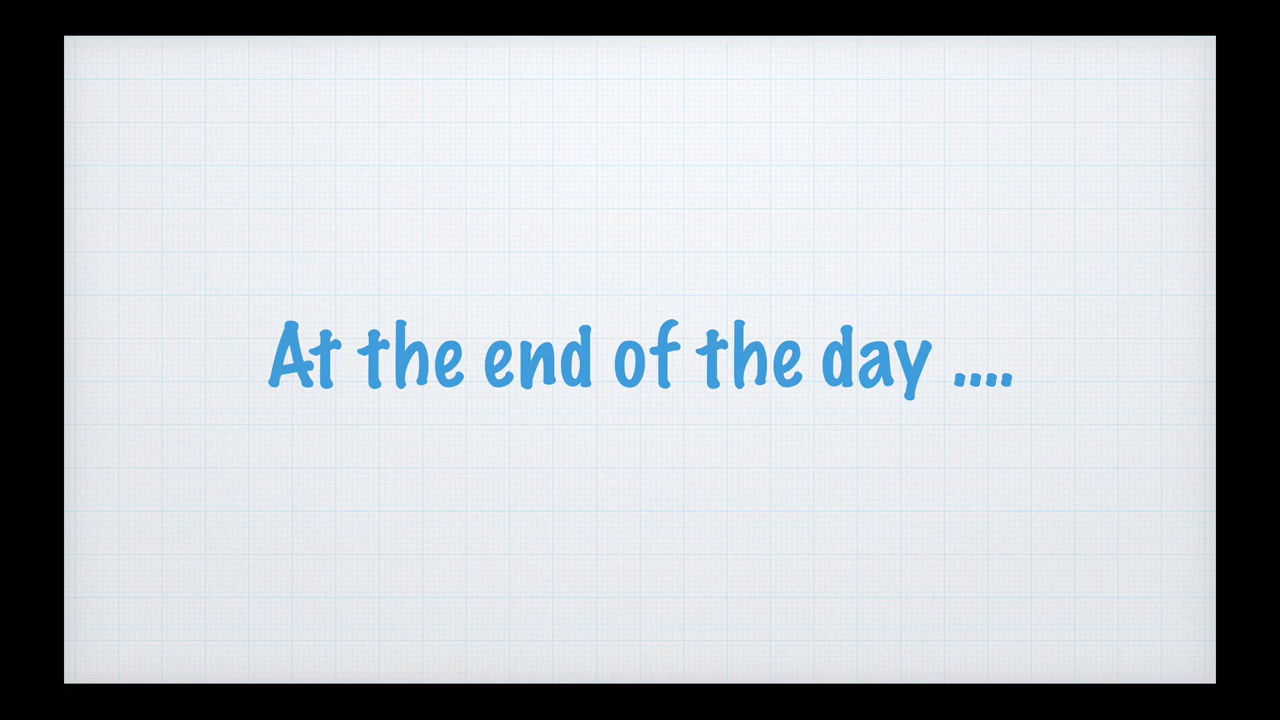 At the end of the day ....